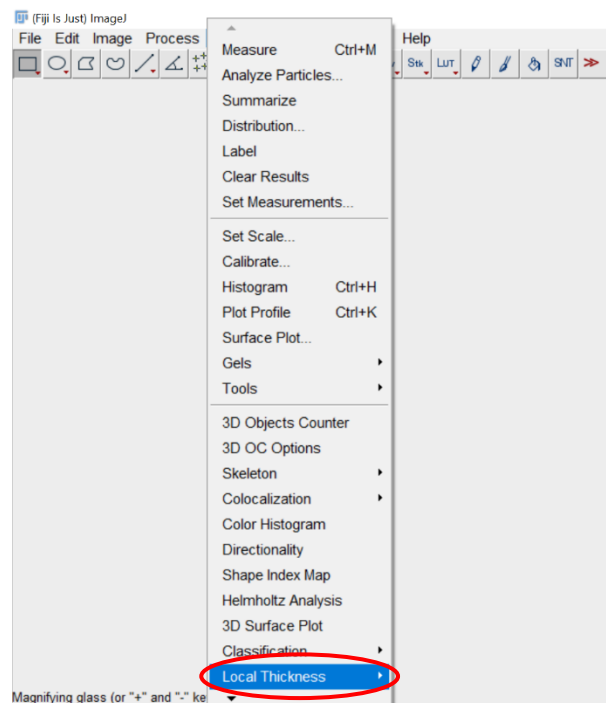 (Fiji Is Just) ImageJ
File Edit Image Process Help
Stk LUT SNT
Measure Ctrl+M
Analyze Particles...
Summarize
Distribution...
Label
Clear Results
Set Measurements...
Set Scale...
Calibrate...
Histogram Ctrl+H
Plot Profile Ctrl+K
Surface Plot...
Gels
Tools
3D Objects Counter
3D OC Options
Skeleton
Colocalization
Color Histogram
Directionality
Shape Index Map
Helmholtz Analysis
3D Surface Plot
Classification
Local Thickness
Magnifying glass (or "+" and "-" ke